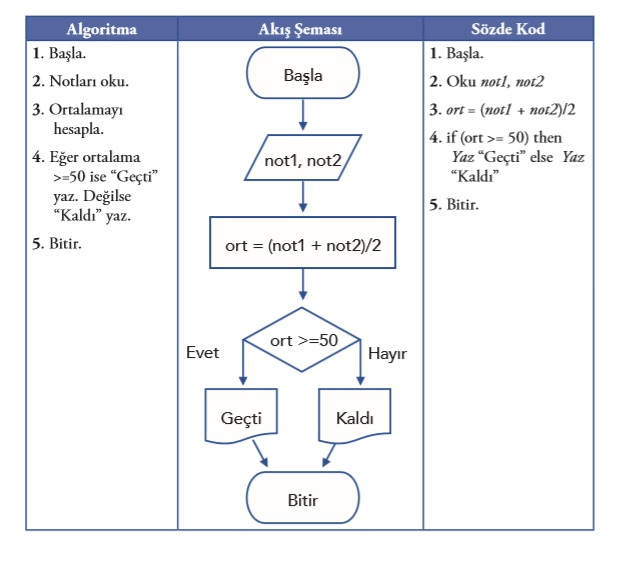 Algoritma
1. Başla.
2. Notları oku.
3. Ortalamayı
hesapla.
4. Eğer ortalama
>=50 ise “Geçti”
yaz. Değilse
“Kaldı” yaz.
5. Bitir.
Akış Şeması
Başla
not1, not2
ort = (not1 + not2)/2
ort >=50
Evet
Hayır
Geçti
Kaldı
Bitir
Sözde Kod
1. Başla.
2. Oku not1, not2
3. ort = (not1 + not2)/2
4. if (ort >= 50) then
Yaz “Geçti” else Yaz
“Kaldı”
5. Bitir.